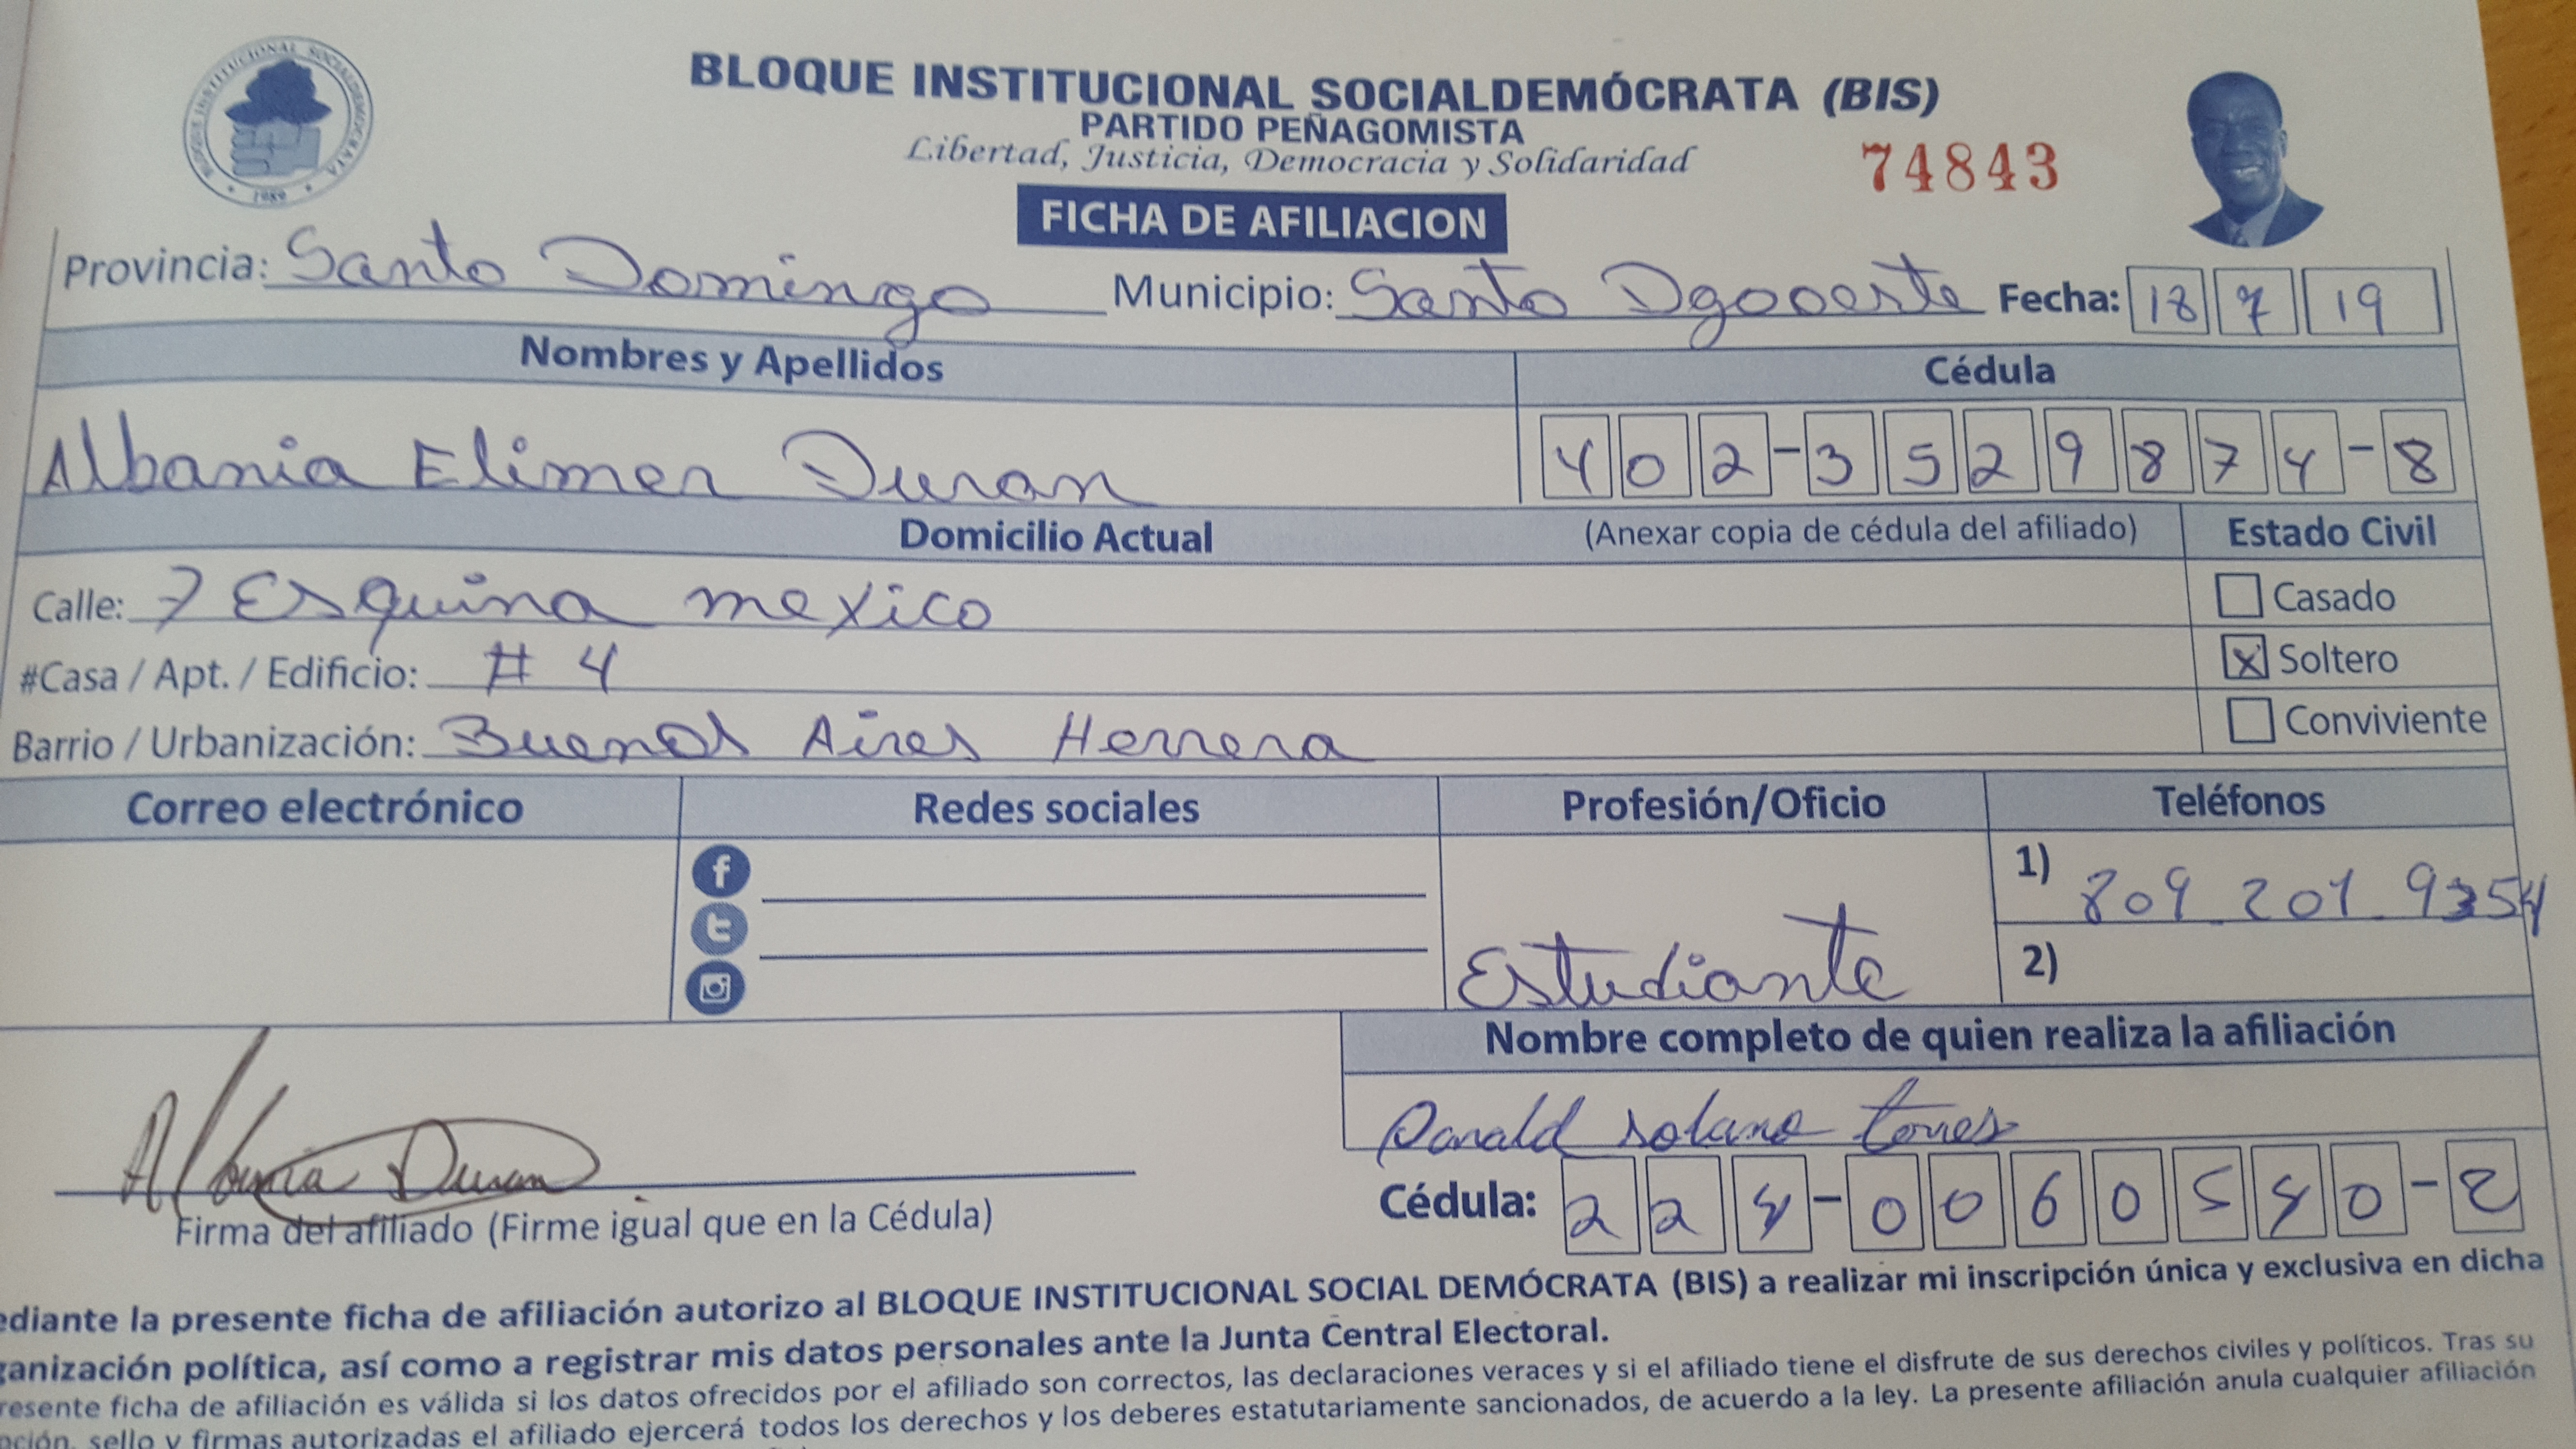 BLOQUE INSTITUCIONAL SOCIALDEMÓCRATA
1989
BLOQUE INSTITUCIONAL SOCIALDEMÓCRATA (BIS)
PARTIDO PEÑAGOMISTA
Libertad, Justicia, Democracia y Solidaridad
74843
FICHA DE AFILIACION
Provincia: Santo Domingo Municipio: Santo Dgo oeste Fecha: 18 7 19
Nombres y Apellidos Cédula
Albania Elimer Duran 402-3529874-8
Domicilio Actual (Anexar copia de cédula del afiliado) Estado Civil
Calle: 7 Esquina mexico Casado
#Casa / Apt. / Edificio: # 4 X Soltero
Barrio / Urbanización: Buenos Aires Herrera Conviviente
Correo electrónico Redes sociales Profesión/Oficio Teléfonos
Estudiante
1) 809 201 9354
2)
Nombre completo de quien realiza la afiliación
Donald solano torres
Albania Duran
Firma del afiliado (Firme igual que en la Cédula)
Cédula: 224-0060540-2
ediante la presente ficha de afiliación autorizo al BLOQUE INSTITUCIONAL SOCIAL DEMÓCRATA (BIS) a realizar mi inscripción única y exclusiva en dicha
ganización política, así como a registrar mis datos personales ante la Junta Central Electoral.
resente ficha de afiliación es válida si los datos ofrecidos por el afiliado son correctos, las declaraciones veraces y si el afiliado tiene el disfrute de sus derechos civiles y políticos. Tras su
pción, sello y firmas autorizadas el afiliado ejercerá todos los derechos y los deberes estatutariamente sancionados, de acuerdo a la ley. La presente afiliación anula cualquier afiliación